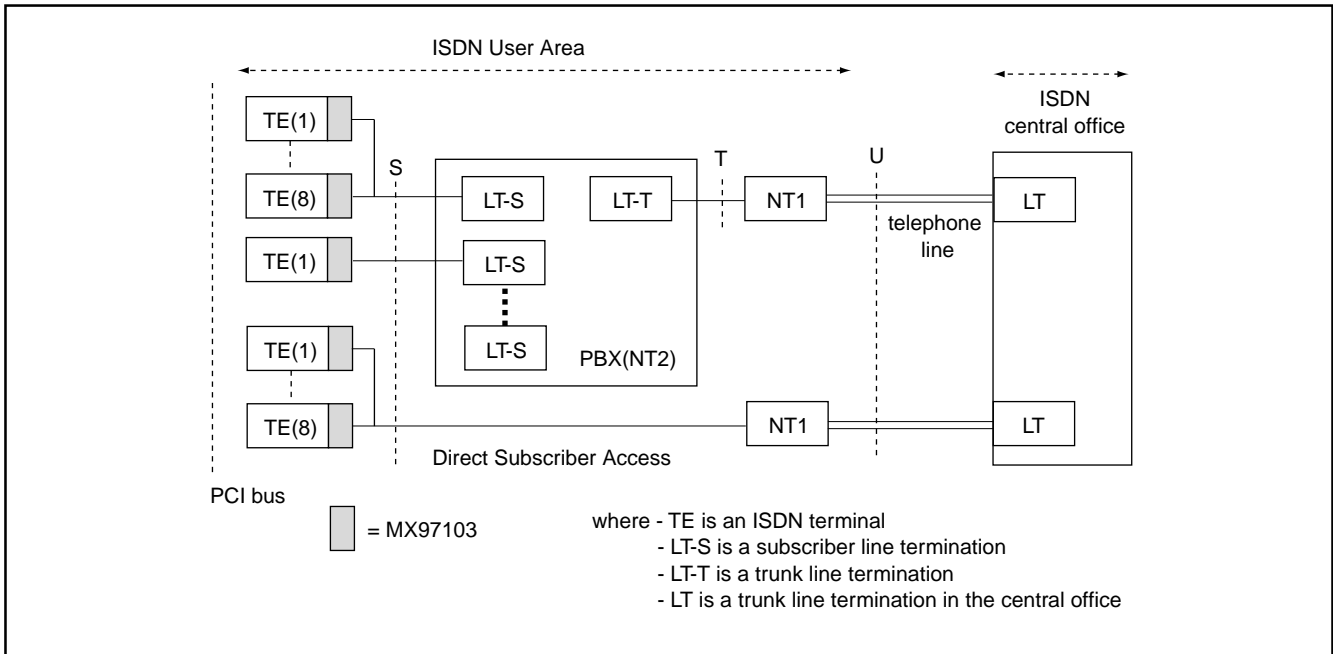 ISDN User Area
ISDN
central office
TE(1)
S
T
U
TE(8)
LT-S
LT-T
NT1
LT
telephone
line
TE(1)
LT-S
TE(1)
LT-S
PBX(NT2)
TE(8)
NT1
LT
Direct Subscriber Access
PCI bus
= MX97103
where - TE is an ISDN terminal
- LT-S is a subscriber line termination
- LT-T is a trunk line termination
- LT is a trunk line termination in the central office